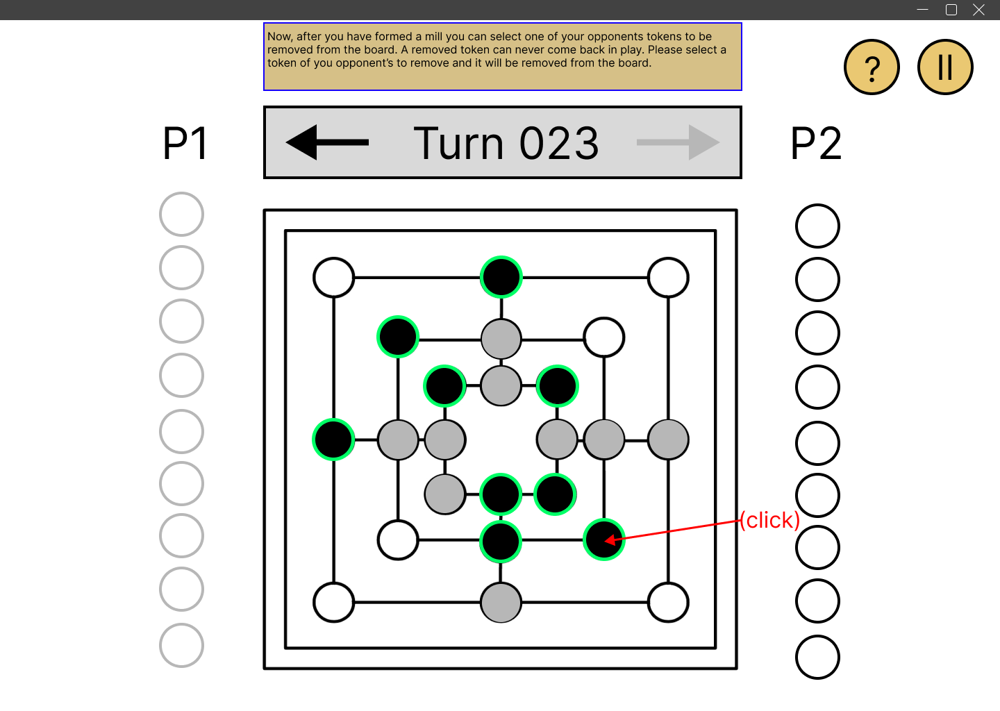 Now, after you have formed a mill you can select one of your opponents tokens to be
removed from the board. A removed token can never come back in play. Please select a
token of you opponent’s to remove and it will be removed from the board.
?
P1
Turn 023
P2
(click)